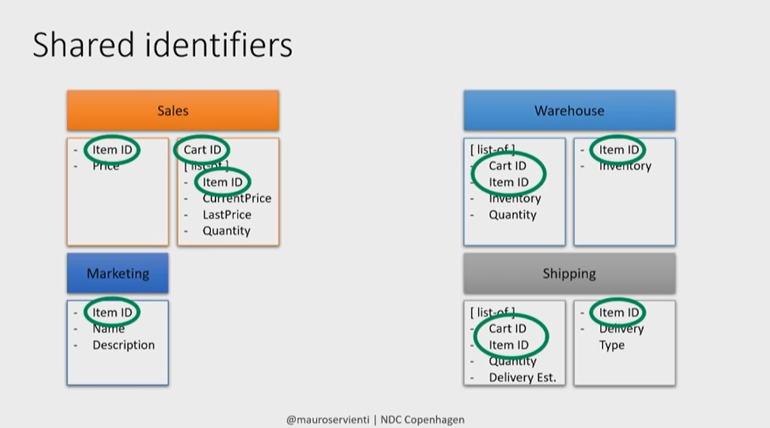 Shared identifiers
Sales
- Item ID
- Price
Cart ID
[ list-of ]
- Item ID
- CurrentPrice
- LastPrice
- Quantity
Warehouse
[ list-of ]
- Cart ID
- Item ID
- Inventory
- Quantity
- Item ID
- Inventory
Marketing
- Item ID
- Name
- Description
Shipping
[ list-of ]
- Cart ID
- Item ID
- Quantity
- Delivery Est.
- Item ID
- Delivery
Type
@mauroservienti | NDC Copenhagen